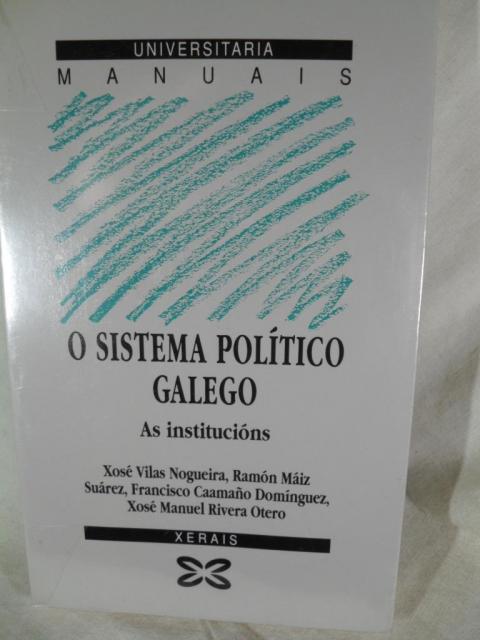 UNIVERSITARIA
MANUAIS
O SISTEMA POLÍTICO
GALEGO
As institucións
Xosé Vilas Nogueira, Ramón Máiz
Suárez, Francisco Caamaño Domínguez,
Xosé Manuel Rivera Otero
XERAIS